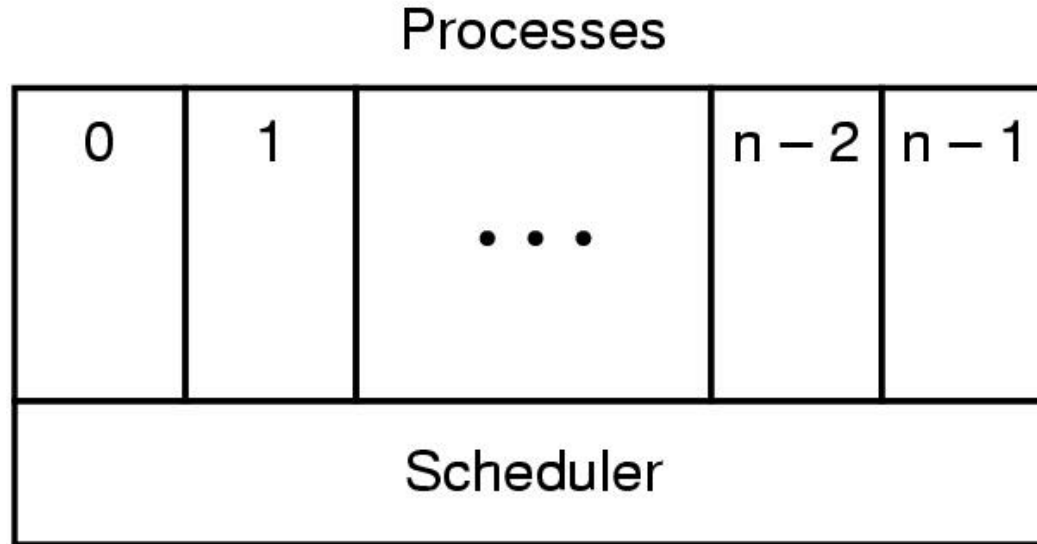 Processes
0 1 • • • n – 2 n – 1
Scheduler